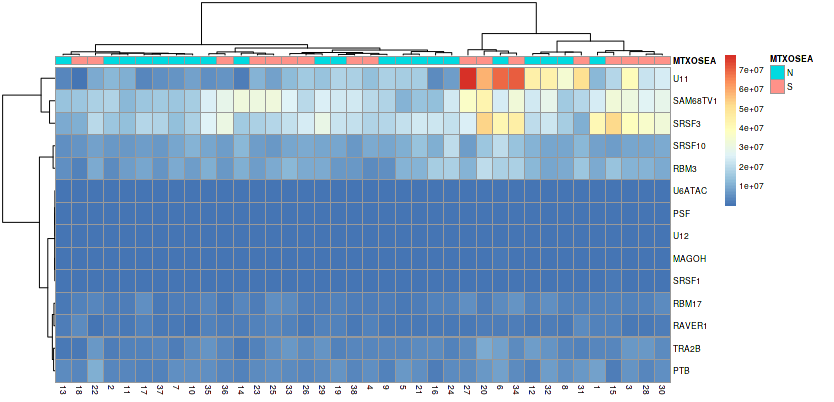 MTXOSEA
U11
SAM68TV1
SRSF3
SRSF10
RBM3
U6ATAC
PSF
U12
MAGOH
SRSF1
RBM17
RAVER1
TRA2B
PTB
13 18 22 2 11 17 37 7 10 35 36 14 23 25 33 26 29 19 38 4 9 5 21 16 24 27 20 6 34 12 32 8 31 1 15 3 28 30
7e+07
6e+07
5e+07
4e+07
3e+07
2e+07
1e+07
MTXOSEA
N
S